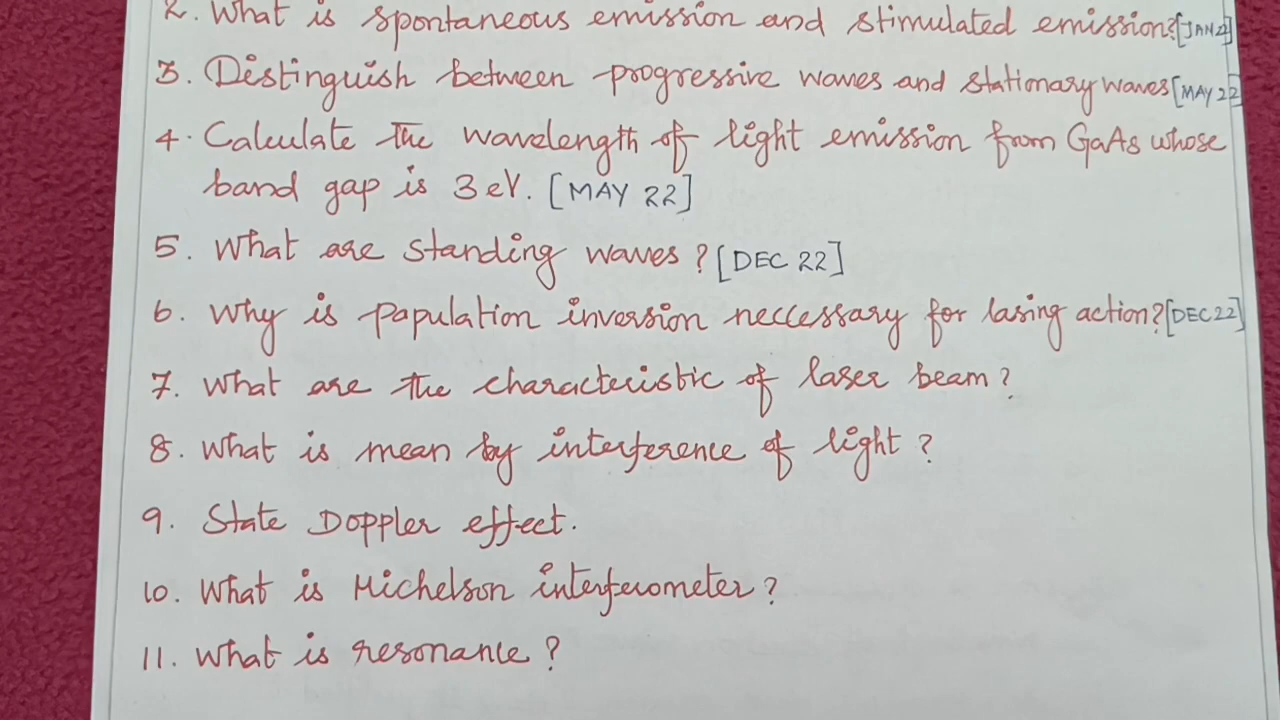 2. What is spontaneous emission and stimulated emission? [JAN 22]
3. Distinguish between progressive waves and stationary waves [MAY 22]
4. Calculate the wavelength of light emission from GaAs whose
band gap is 3 eV. [MAY 22]
5. What are standing waves? [DEC 22]
6. Why is population inversion neccessary for lasing action? [DEC 22]
7. What are the characteristic of laser beam?
8. What is mean by interference of light?
9. State Doppler effect.
10. What is Michelson interferometer?
11. What is resonance?